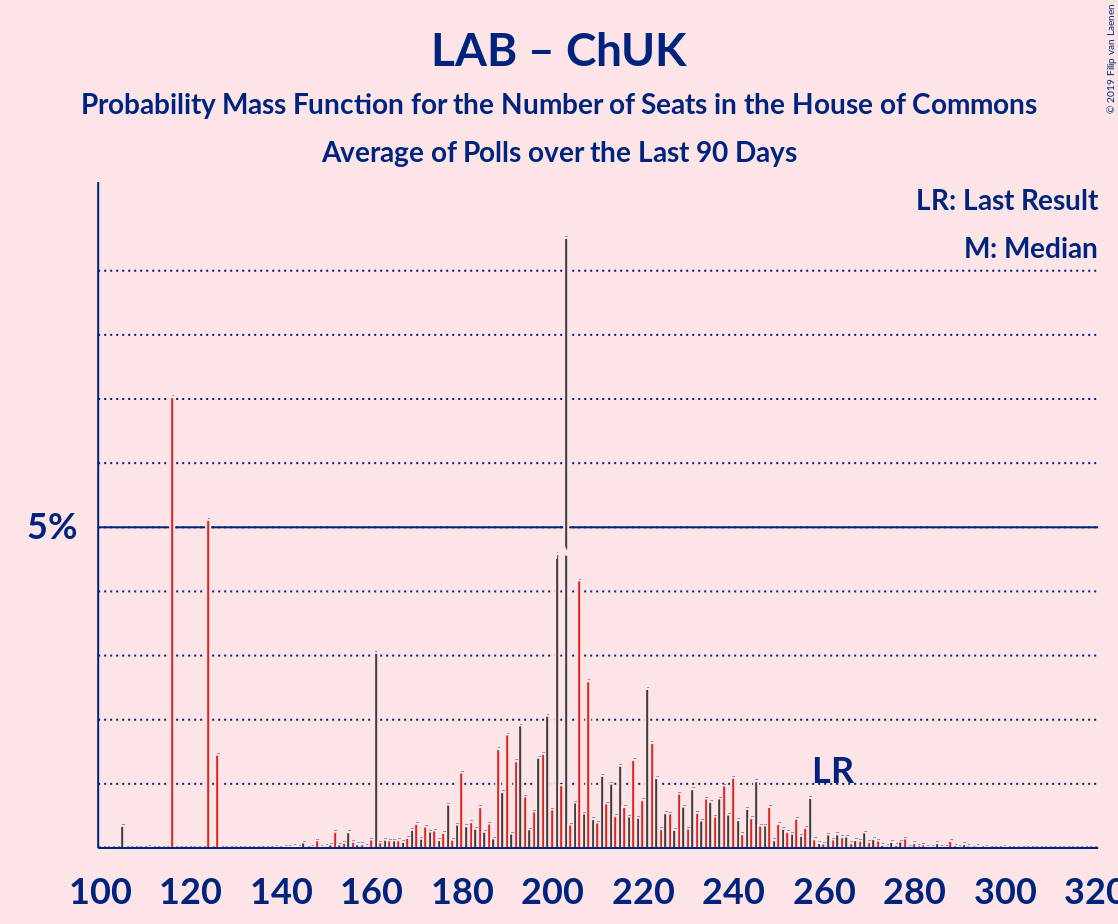 LAB – ChUK
Probability Mass Function for the Number of Seats in the House of Commons
Average of Polls over the Last 90 Days
© 2019 Filip van Laenen
LR: Last Result
M: Median
5%
LR
100 120 140 160 180 200 220 240 260 280 300 320